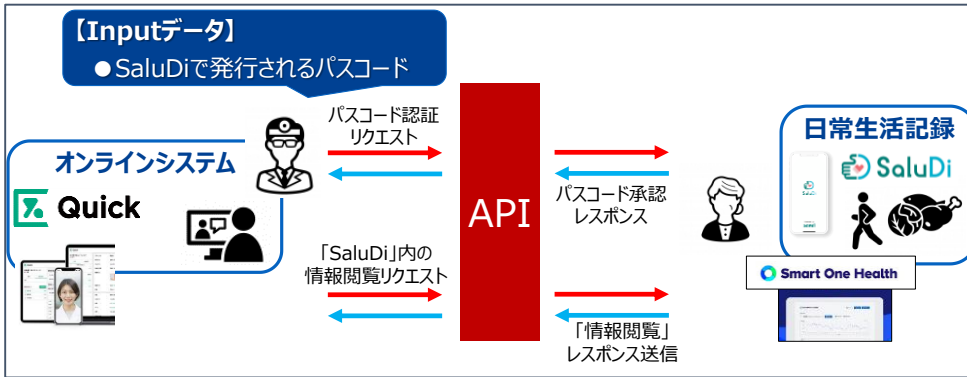 【Inputデータ】
●SaluDiで発行されるパスコード
パスコード認証
リクエスト
オンラインシステム
Quick
「SaluDi」内の
情報閲覧リクエスト
API
パスコード承認
レスポンス
「情報閲覧」
レスポンス送信
日常生活記録
SaluDi
SaluDi
Smart One Health